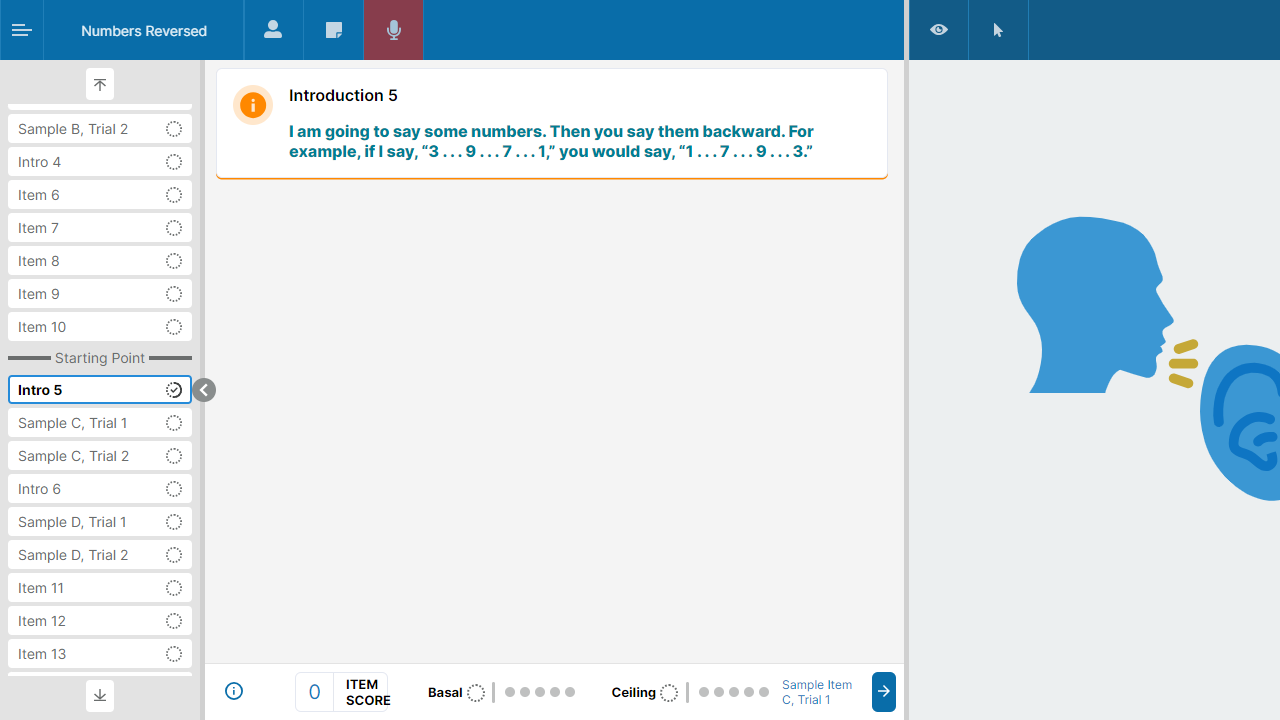 Numbers Reversed
Sample B, Trial 2
Intro 4
Item 6
Item 7
Item 8
Item 9
Item 10
Starting Point
Intro 5
Sample C, Trial 1
Sample C, Trial 2
Intro 6
Sample D, Trial 1
Sample D, Trial 2
Item 11
Item 12
Item 13
Introduction 5
I am going to say some numbers. Then you say them backward. For
example, if I say, “3 . . . 9 . . . 7 . . . 1,” you would say, “1 . . . 7 . . . 9 . . . 3.”
0
ITEM
SCORE
Basal
Ceiling
Sample Item
C, Trial 1